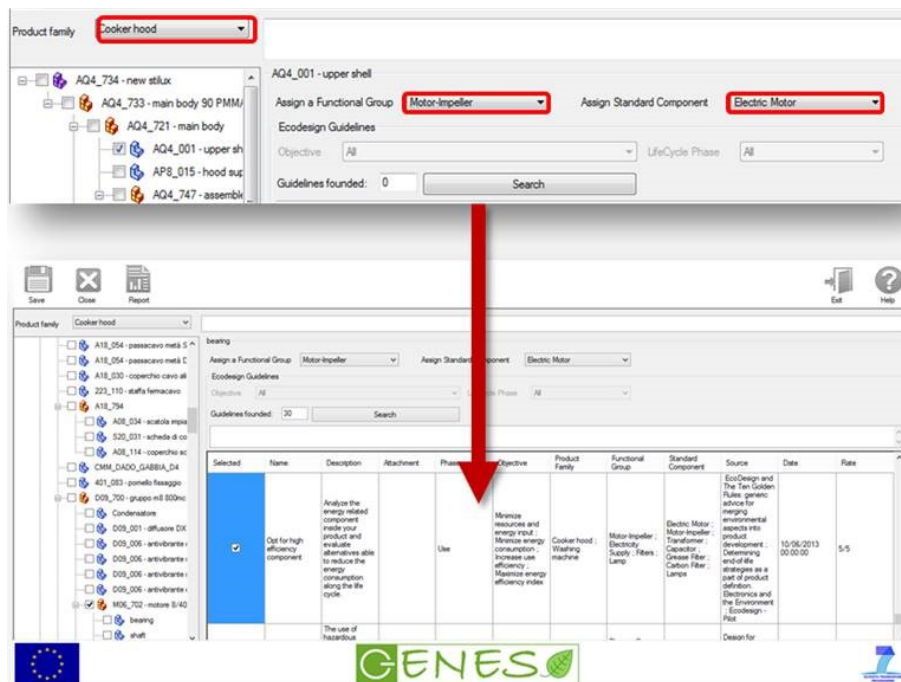 Product family
Cooker hood
AQ4_734 - new stilux
AQ4_733 - main body 90 PMM/
AQ4_721 - main body
AQ4_001 - upper sh
AP8_015 - hood sup
AQ4_747 - assemble
AQ4_001 - upper shell
Assign a Functional Group
Motor-Impeller
Assign Standard Component
Electric Motor
Ecodesign Guidelines
Objective
All
LifeCycle Phase
All
Guidelines founded:
0
Search
Save
Close
Report
Exit
Help
Product family
Cooker hood
A18_054 - passacavo metà S
A18_054 - passacavo metà D
A18_030 - coperchio cavo ali
223_110 - staffa fermacavo
A18_794
A08_034 - scatola impia
S20_031 - scheda di co
A08_114 - coperchio sc
CMM_DADO_GABBIA_D4
401_083 - pomello fissaggio
D09_700 - gruppo m8 800mc
Condensatore
D09_001 - diffusore DX
D09_006 - antivibrante
D09_006 - antivibrante
D09_006 - antivibrante
D09_006 - antivibrante
M06_702 - motore 8/40
bearing
shaft
bearing
Assign a Functional Group
Motor-Impeller
Assign Standard Component
Electric Motor
Ecodesign Guidelines
Objective
All
Phase
All
Guidelines founded:
30
Search
Selected
Name
Description
Attachment
Phase
Objective
Product
Family
Functional
Group
Standard
Component
Source
Date
Rate
Opt for high
efficiency
component
Analyze the
energy related
component
inside your
product and
evaluate
alternatives able
to reduce the
energy
consumption
along the life
cycle.
Use
Minimize
resources and
energy input ;
Minimize energy
consumption ;
Increase use
efficiency ;
Maximize energy
efficiency index
Cooker hood ;
Washing
machine
Motor-Impeller ;
Electricity
Supply ; Filters ;
Lamp
Electric Motor ;
Motor-Impeller ;
Transformer ;
Capacitor ;
Grease Filter ;
Carbon Filter ;
Lamps
EcoDesign and
The Ten Golden
Rules: generic
advice for
merging
environmental
aspects into
product
development ;
Determining
end-of-life
strategies as a
part of product
definition.
Electronics and
the Environment
; Ecodesign -
Pilot
10/06/2013
00:00:00
5/5
The use of
hazardous
Design for
GENESI
7